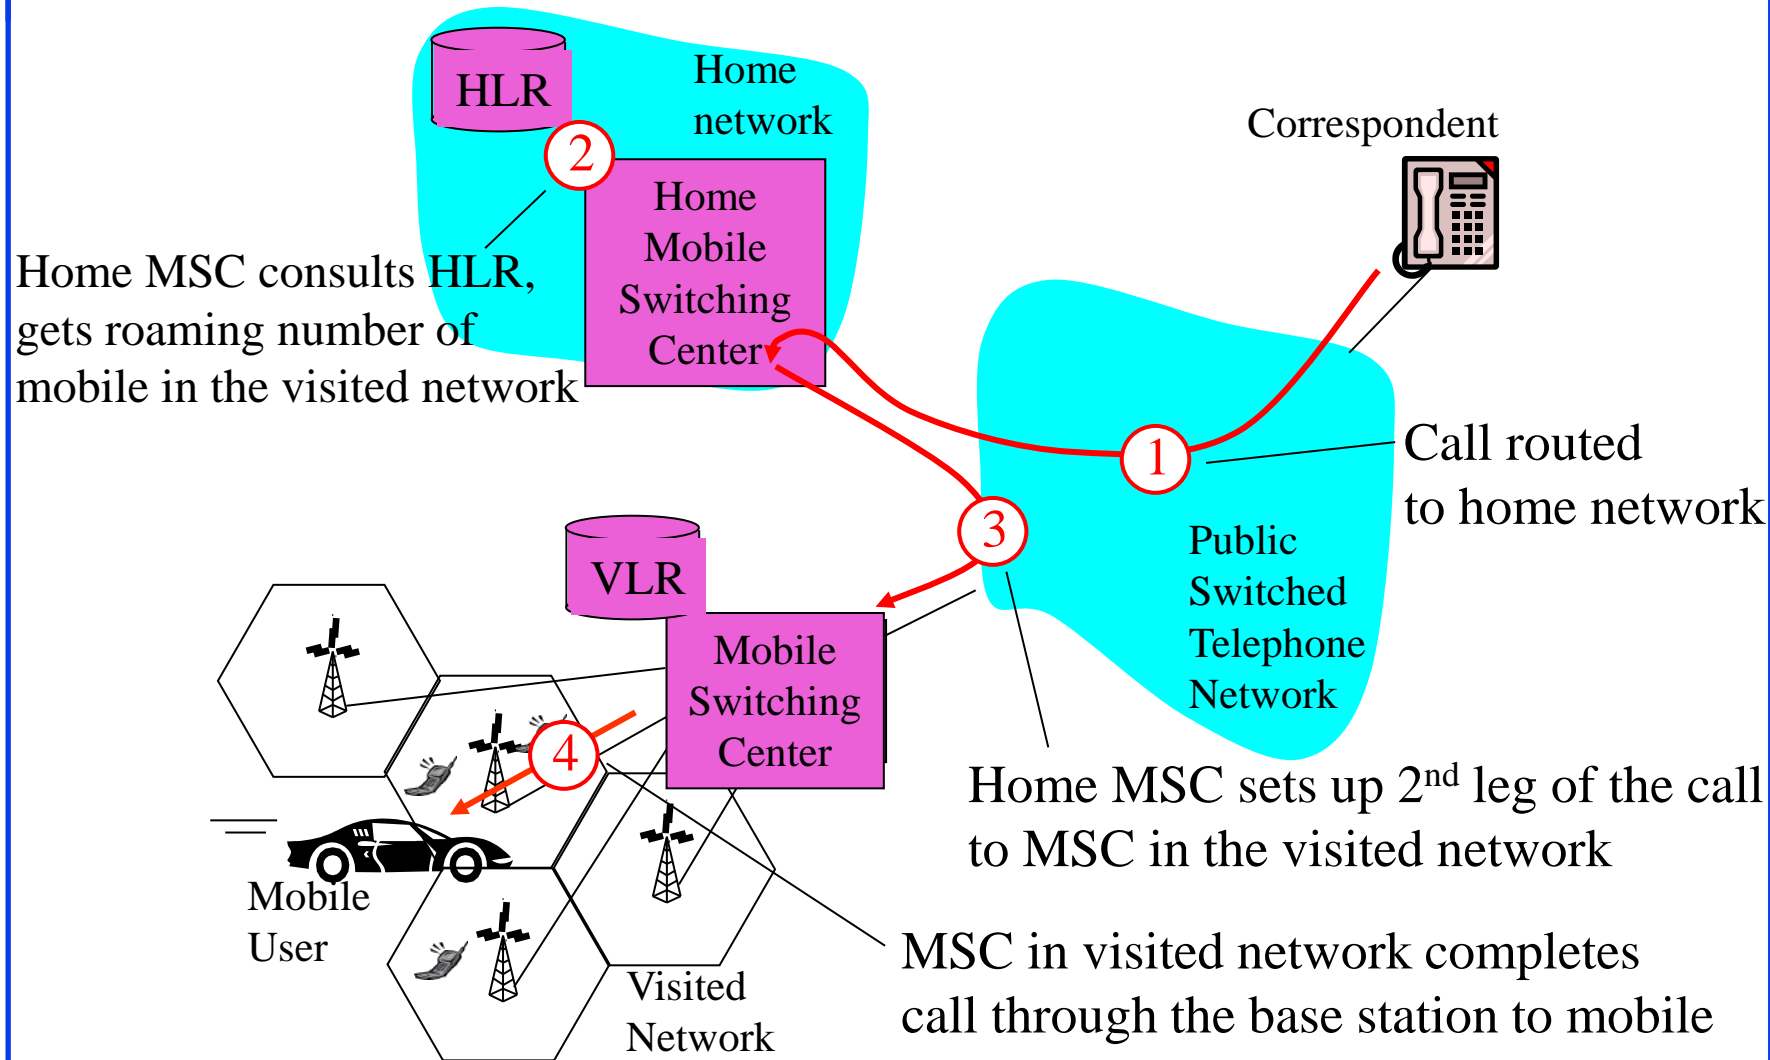 HLR
Home
network
2
Home
Mobile
Switching
Center
Correspondent
Home MSC consults HLR,
gets roaming number of
mobile in the visited network
1
Call routed
to home network
3
Public
Switched
Telephone
Network
VLR
Mobile
Switching
Center
4
Home MSC sets up 2nd leg of the call
to MSC in the visited network
Mobile
User
MSC in visited network completes
call through the base station to mobile
Visited
Network